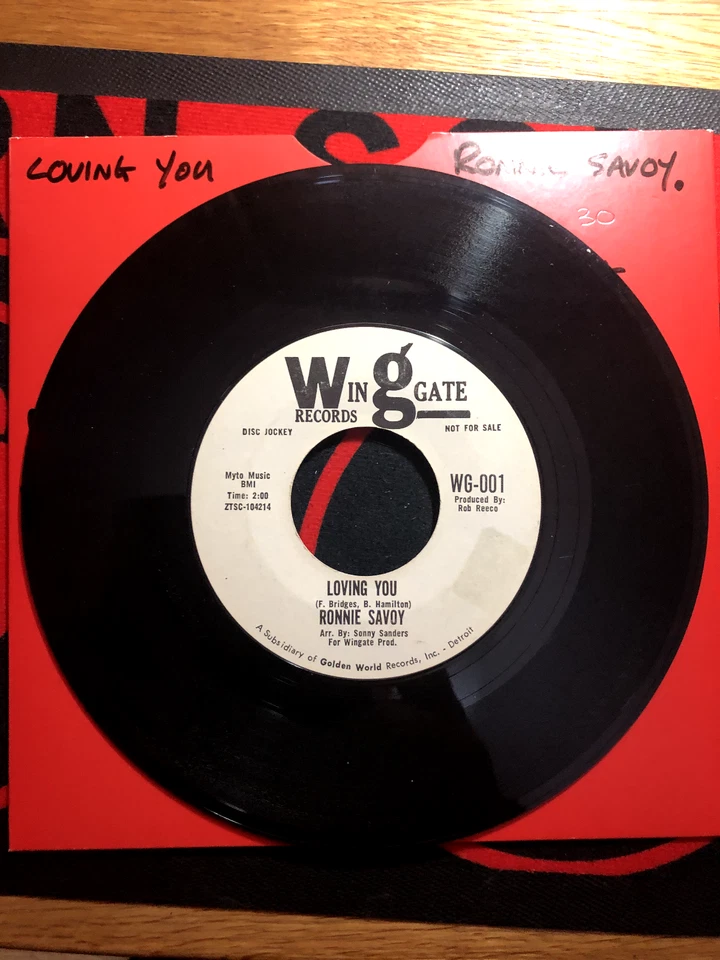 LOVING YOU
RONNIE SAVOY.
30
WINGGATE
RECORDS
DISC JOCKEY
NOT FOR SALE
Myto Music
BMI
Time: 2:00
ZTSC-104214
WG-001
Produced By:
Rob Reeco
LOVING YOU
(F. Bridges, B. Hamilton)
RONNIE SAVOY
Arr. By: Sonny Sanders
For Wingate Prod.
A Subsidiary of Golden World Records, Inc. - Detroit